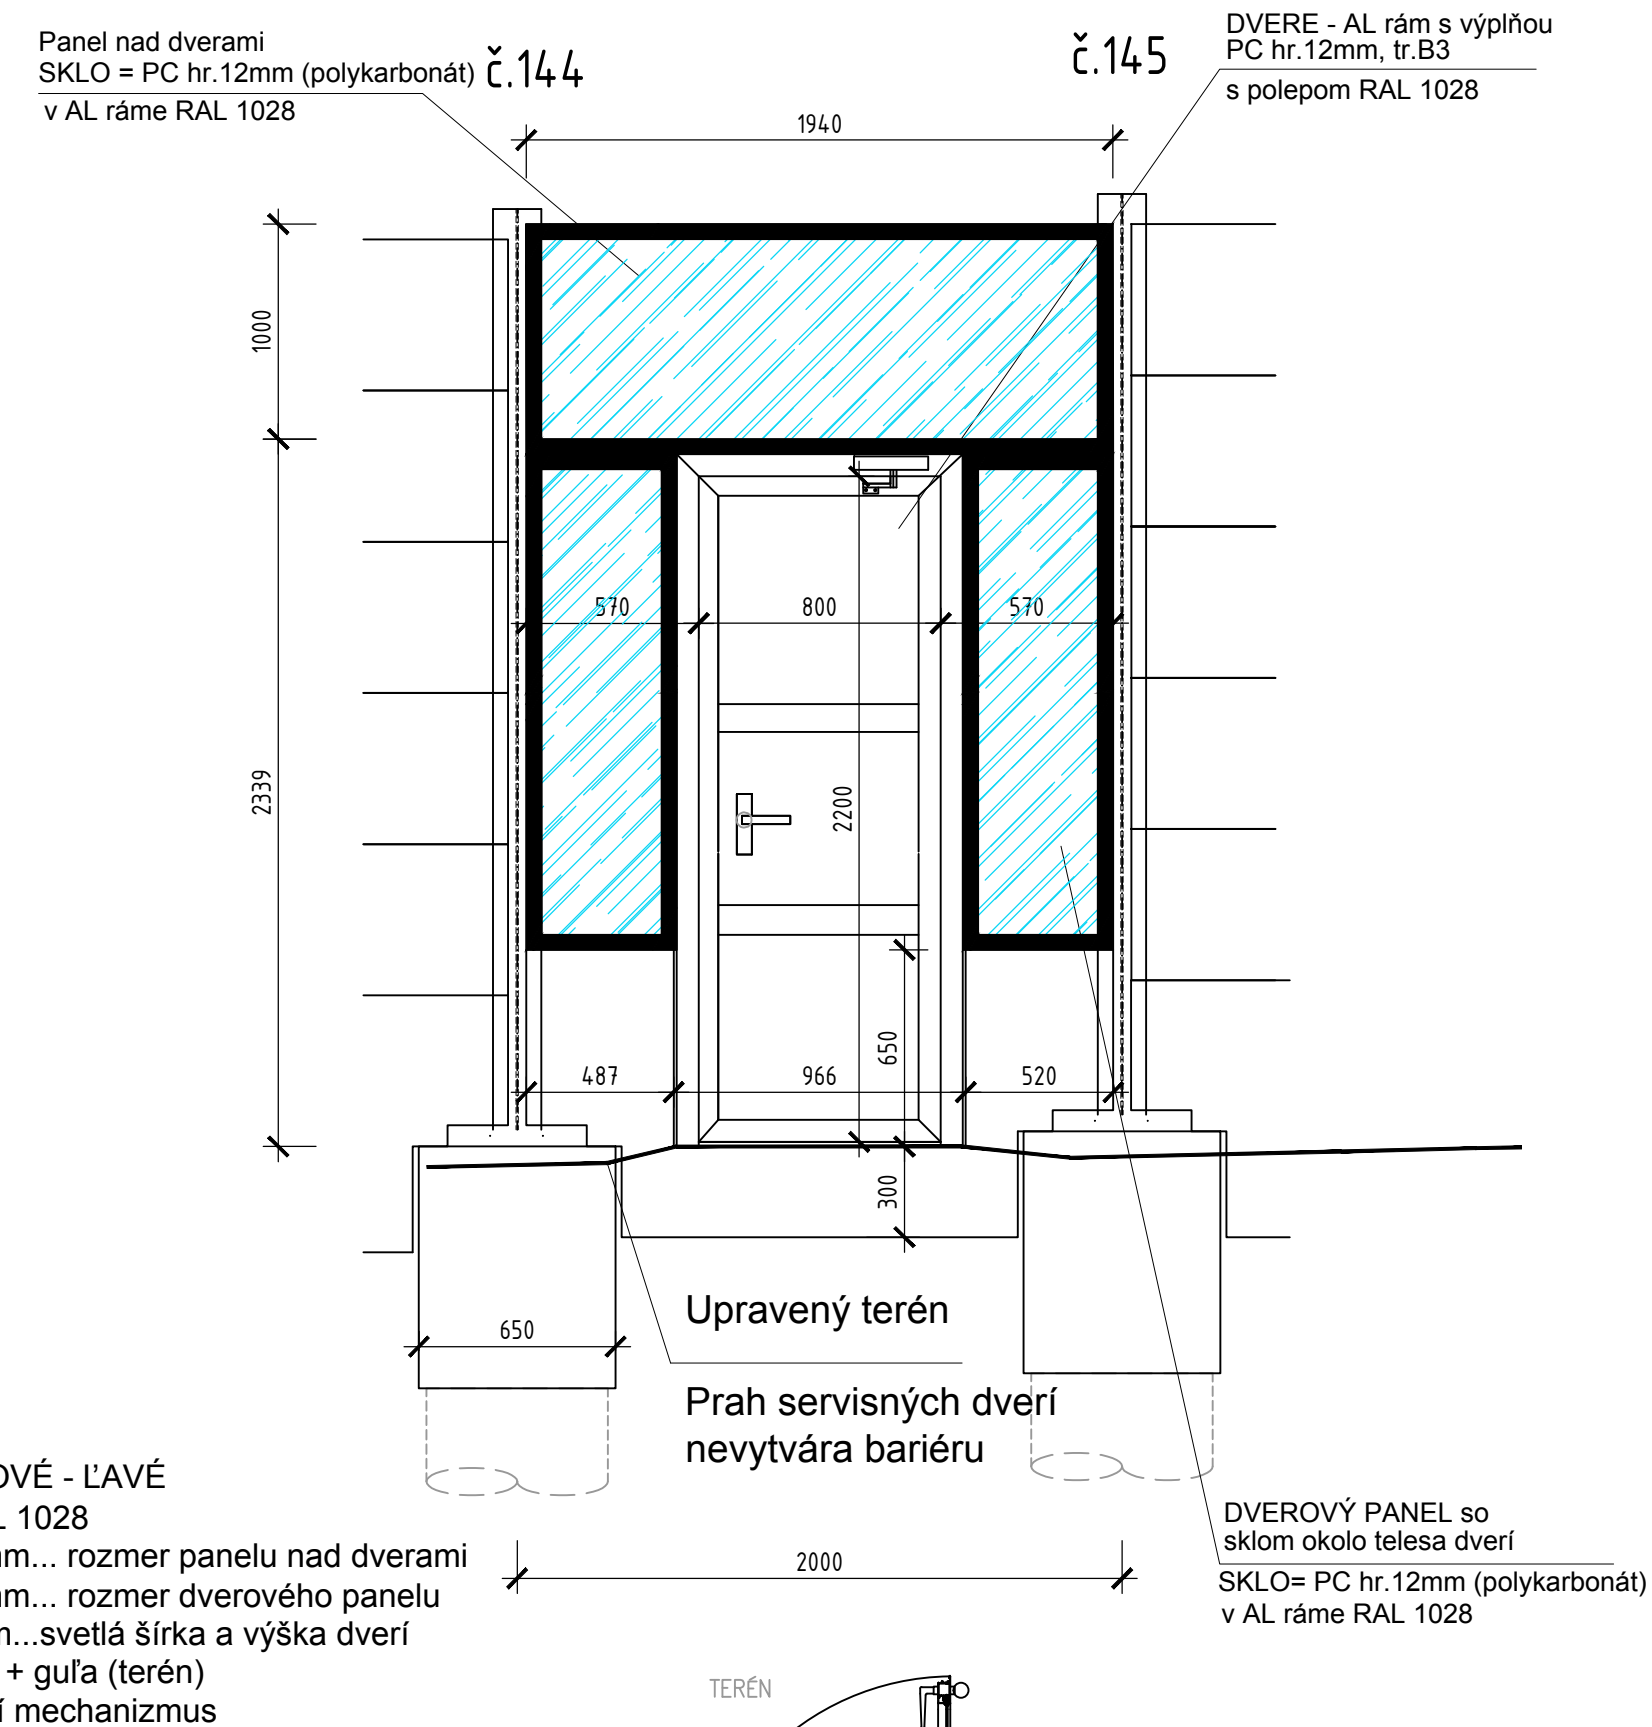 Panel nad dverami
SKLO = PC hr.12mm (polykarbonát)
v AL ráme RAL 1028
č.144
č.145
DVERE - AL rám s výplňou
PC hr.12mm, tr.B3
s polepom RAL 1028
1940
1000
570
800
570
2339
2200
650
487
966
520
300
650
Upravený terén
Prah servisných dverí
nevytvára bariéru
2000
DVEROVÝ PANEL so
sklom okolo telesa dverí
SKLO= PC hr.12mm (polykarbonát)
v AL ráme RAL 1028
OVÉ - ĽAVÉ
L 1028
... rozmer panelu nad dverami
... rozmer dverového panelu
...svetlá šírka a výška dverí
+ guľa (terén)
í mechanizmus
TERÉN